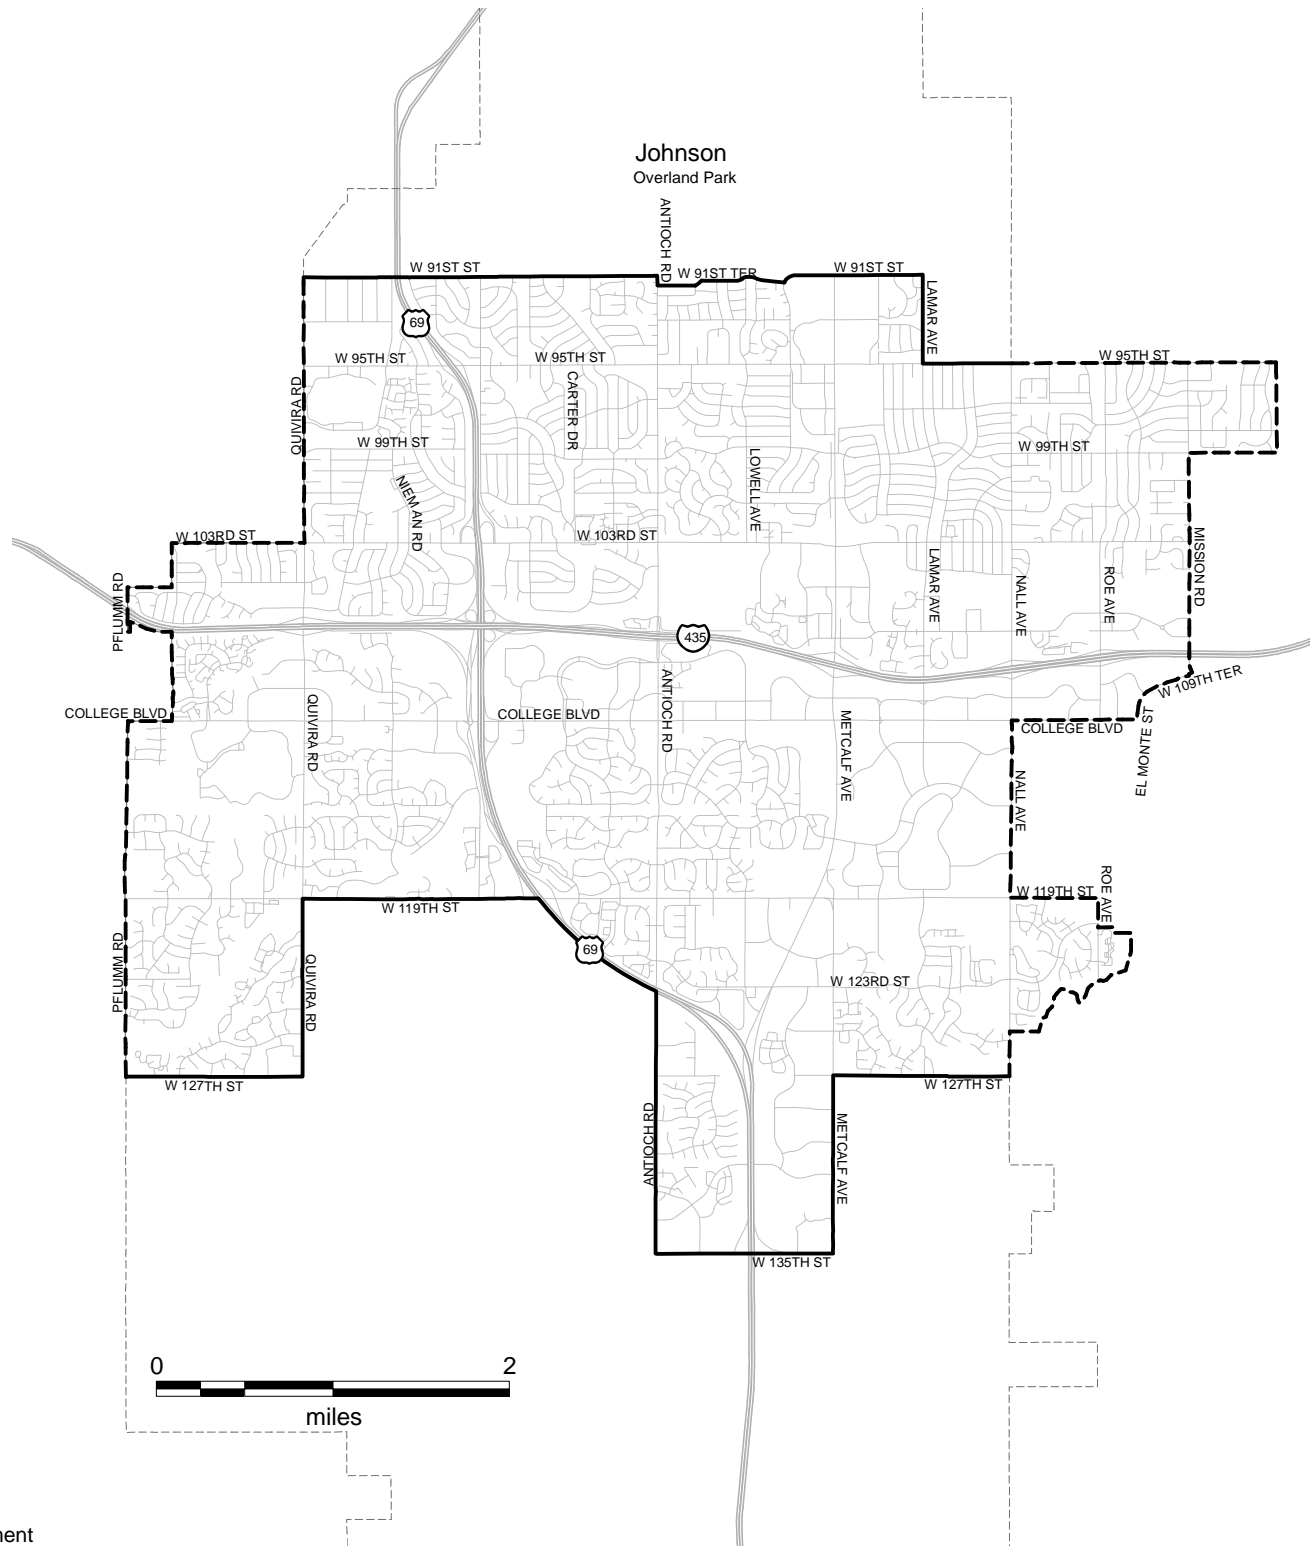 Johnson
Overland Park
ANTIOCH RD
W 91ST ST
W 91ST TER
W 91ST ST
LAMAR AVE
69
W 95TH ST
W 95TH ST
W 95TH ST
QUIVIRA RD
CARTER DR
W 99TH ST
W 99TH ST
LOWELL AVE
NIEMAN RD
W 103RD ST
W 103RD ST
MISSION RD
PFLUMM RD
LAMAR AVE
NALL AVE
ROE AVE
435
W 109TH TER
ANTIOCH RD
QUIVIRA RD
COLLEGE BLVD
COLLEGE BLVD
METCALF AVE
COLLEGE BLVD
EL MONTE ST
NALL AVE
ROE AVE
W 119TH ST
W 119TH ST
PFLUMM RD
QUIVIRA RD
69
W 123RD ST
W 127TH ST
W 127TH ST
ANTIOCH RD
METCALF AVE
W 135TH ST
0 2
miles